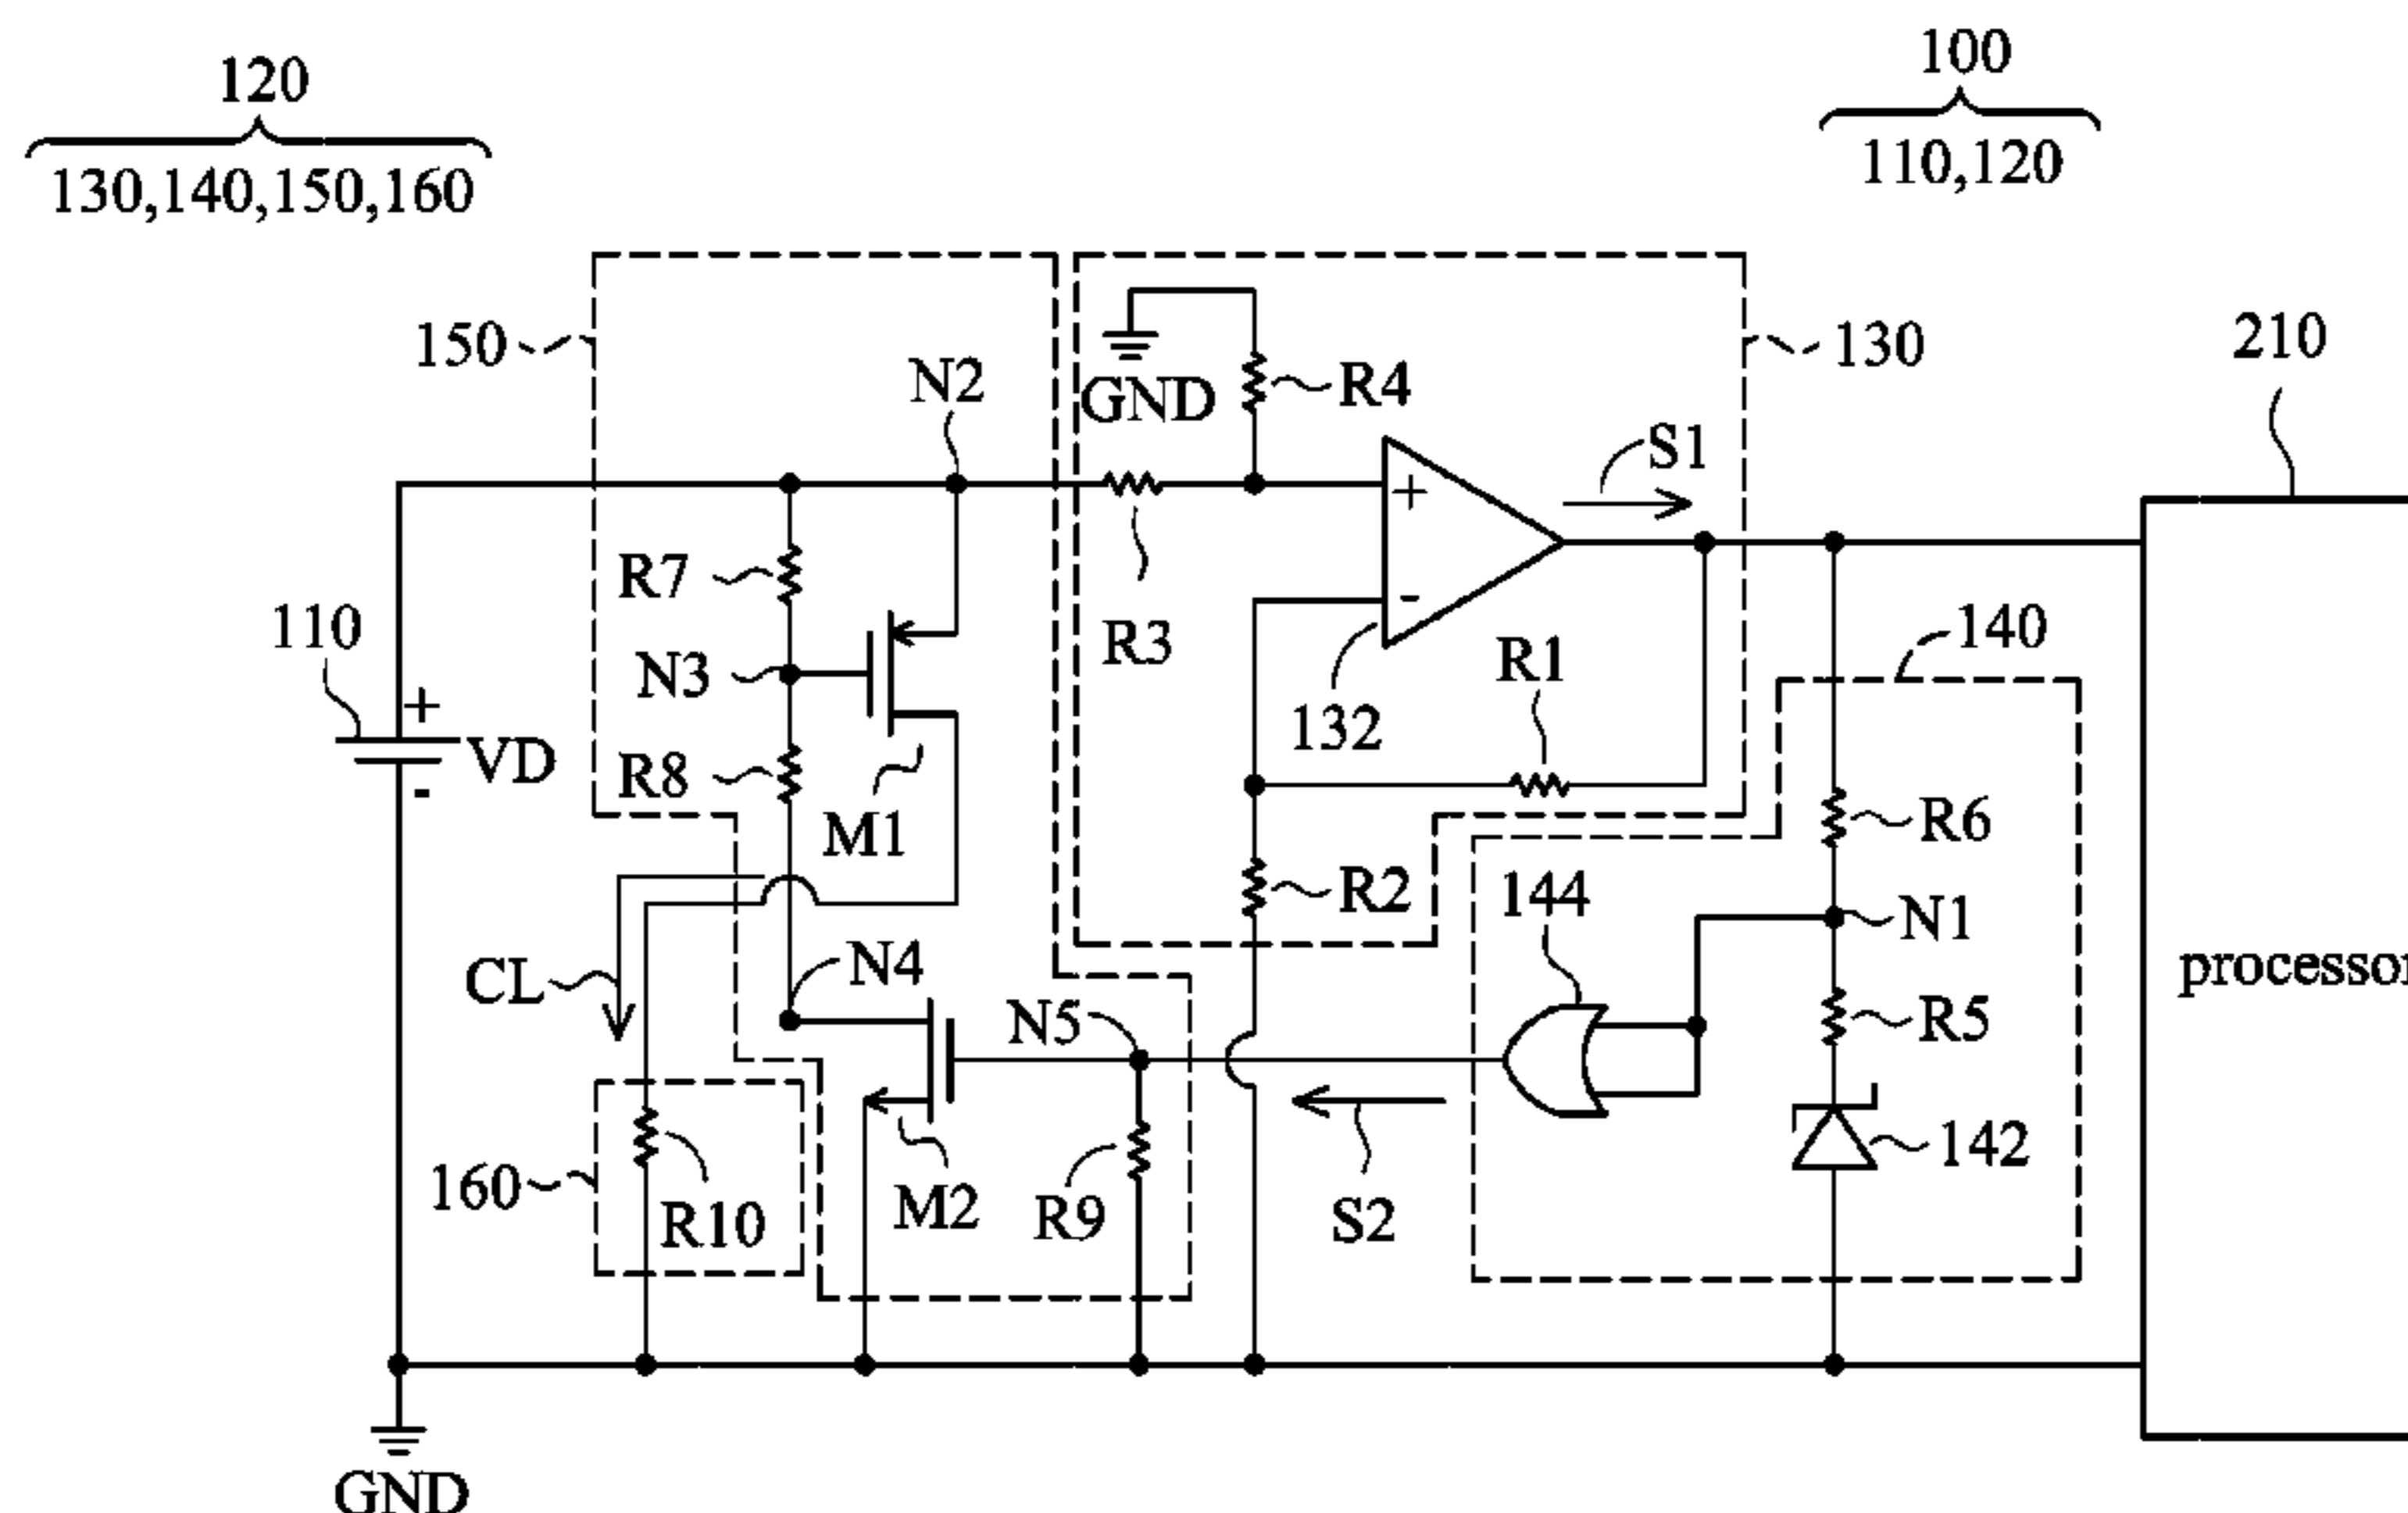 120
130,140,150,160
100
110,120
150
130
210
N2
GND
R4
S1
+
R7
R3
-
110
N3
R1
140
132
+
VD
-
R8
M1
R6
R2
144
N1
CL
N4
N5
R5
142
160
R10
M2
R9
S2
GND